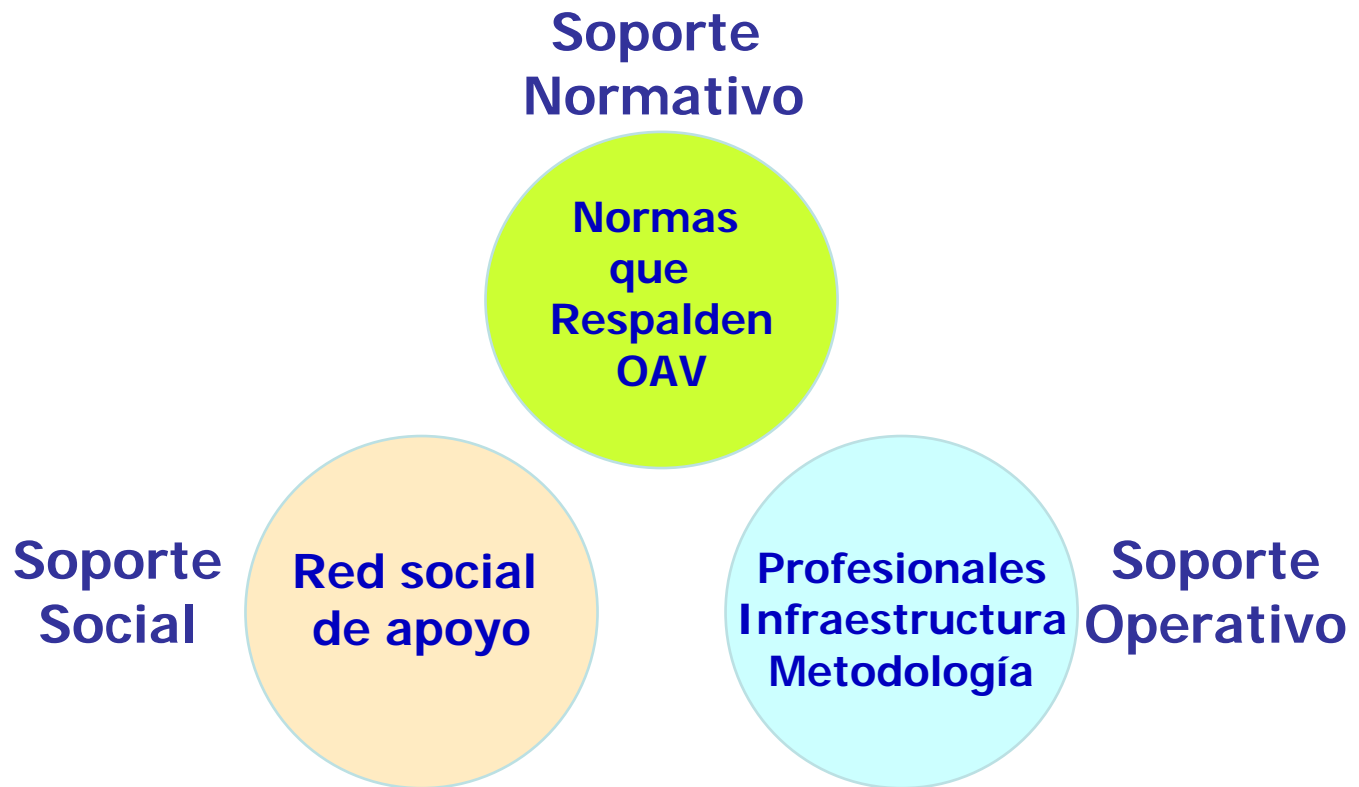 Soporte
Normativo
Normas
que
Respalden
OAV
Soporte
Social
Red social
de apoyo
Profesionales
Infraestructura
Metodología
Soporte
Operativo